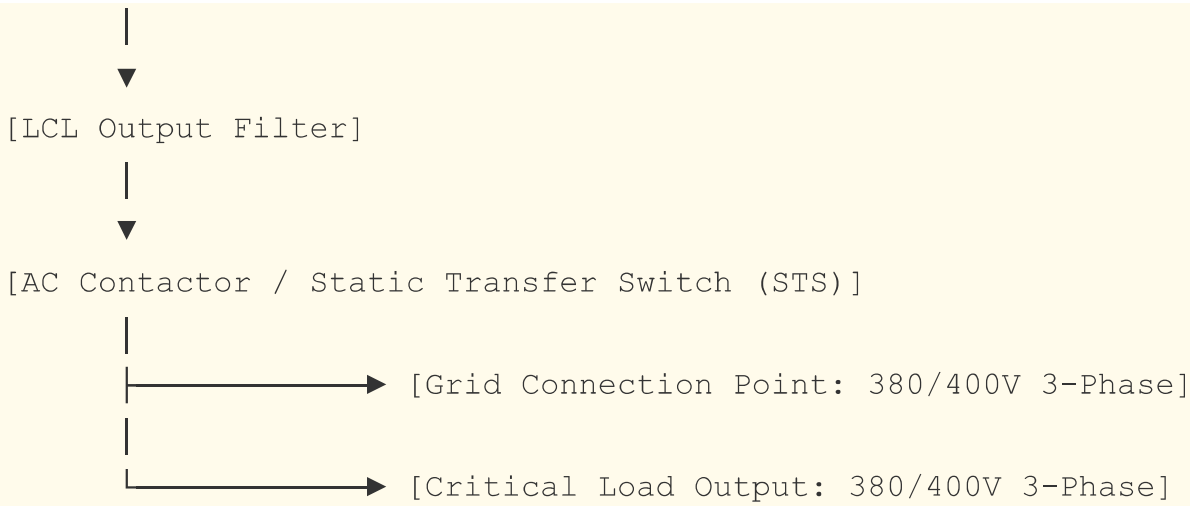 [LCL Output Filter]
[AC Contactor / Static Transfer Switch (STS)]
[Grid Connection Point: 380/400V 3-Phase]
[Critical Load Output: 380/400V 3-Phase]